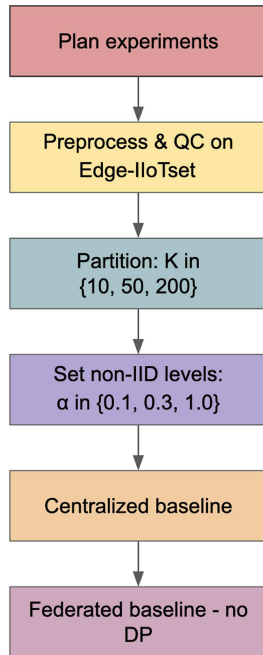 Plan experiments
Preprocess & QC on
Edge-IIoTset
Partition: K in
{10, 50, 200}
Set non-IID levels:
α in {0.1, 0.3, 1.0}
Centralized baseline
Federated baseline - no
DP